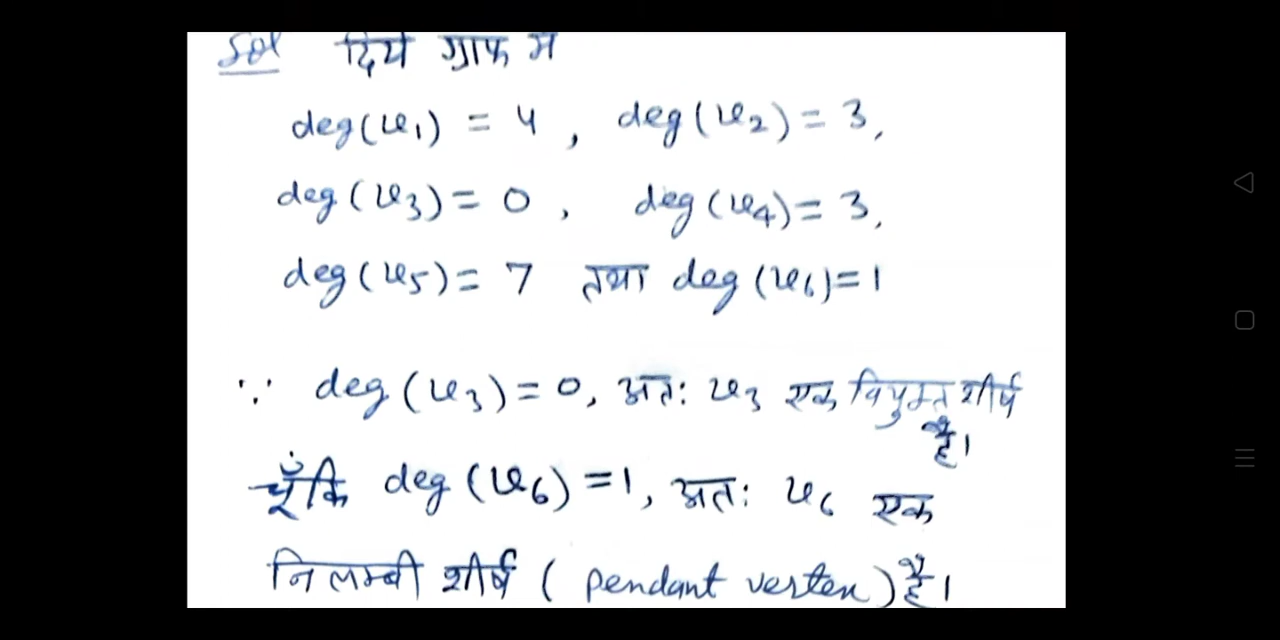 Sol दिये ग्राफ में
deg(v₁) = 4, deg(v₂) = 3,
deg(v₃) = 0, deg(v₄) = 3,
deg(v₅) = 7 तथा deg(v₆)=1
∵ deg(v₃) = 0, अतः v₃ एक वियुक्त शीर्ष है।
चूँकि deg(v₆) = 1, अतः v₆ एक
निलम्बी शीर्ष (pendant vertex) है।